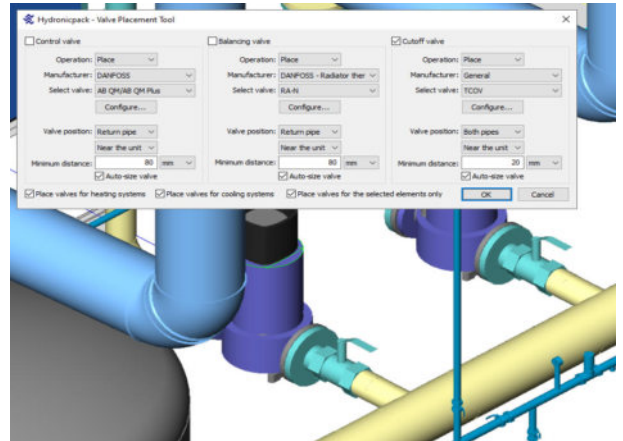 Hydronicpack - Valve Placement Tool
Control valve
Operation: Place
Manufacturer: DANFOSS
Select valve: AB QM/AB QM Plus
Configure...
Valve position: Return pipe
Near the unit
Minimum distance: 80 mm
Auto-size valve
Balancing valve
Operation: Place
Manufacturer: DANFOSS - Radiator ther
Select valve: RA-N
Configure...
Valve position: Return pipe
Near the unit
Minimum distance: 80 mm
Auto-size valve
Cutoff valve
Operation: Place
Manufacturer: General
Select valve: TCOV
Configure...
Valve position: Both pipes
Near the unit
Minimum distance: 20 mm
Auto-size valve
Place valves for heating systems Place valves for cooling systems Place valves for the selected elements only OK Cancel